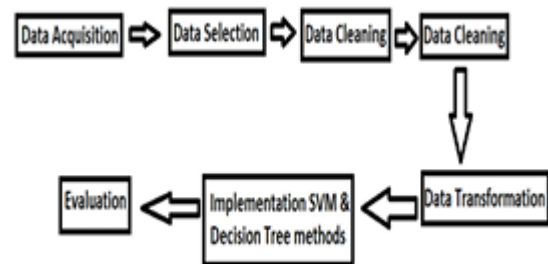 Data Acquisition
Data Selection
Data Cleaning
Data Cleaning
Data Transformation
Implementation SVM &
Decision Tree methods
Evaluation